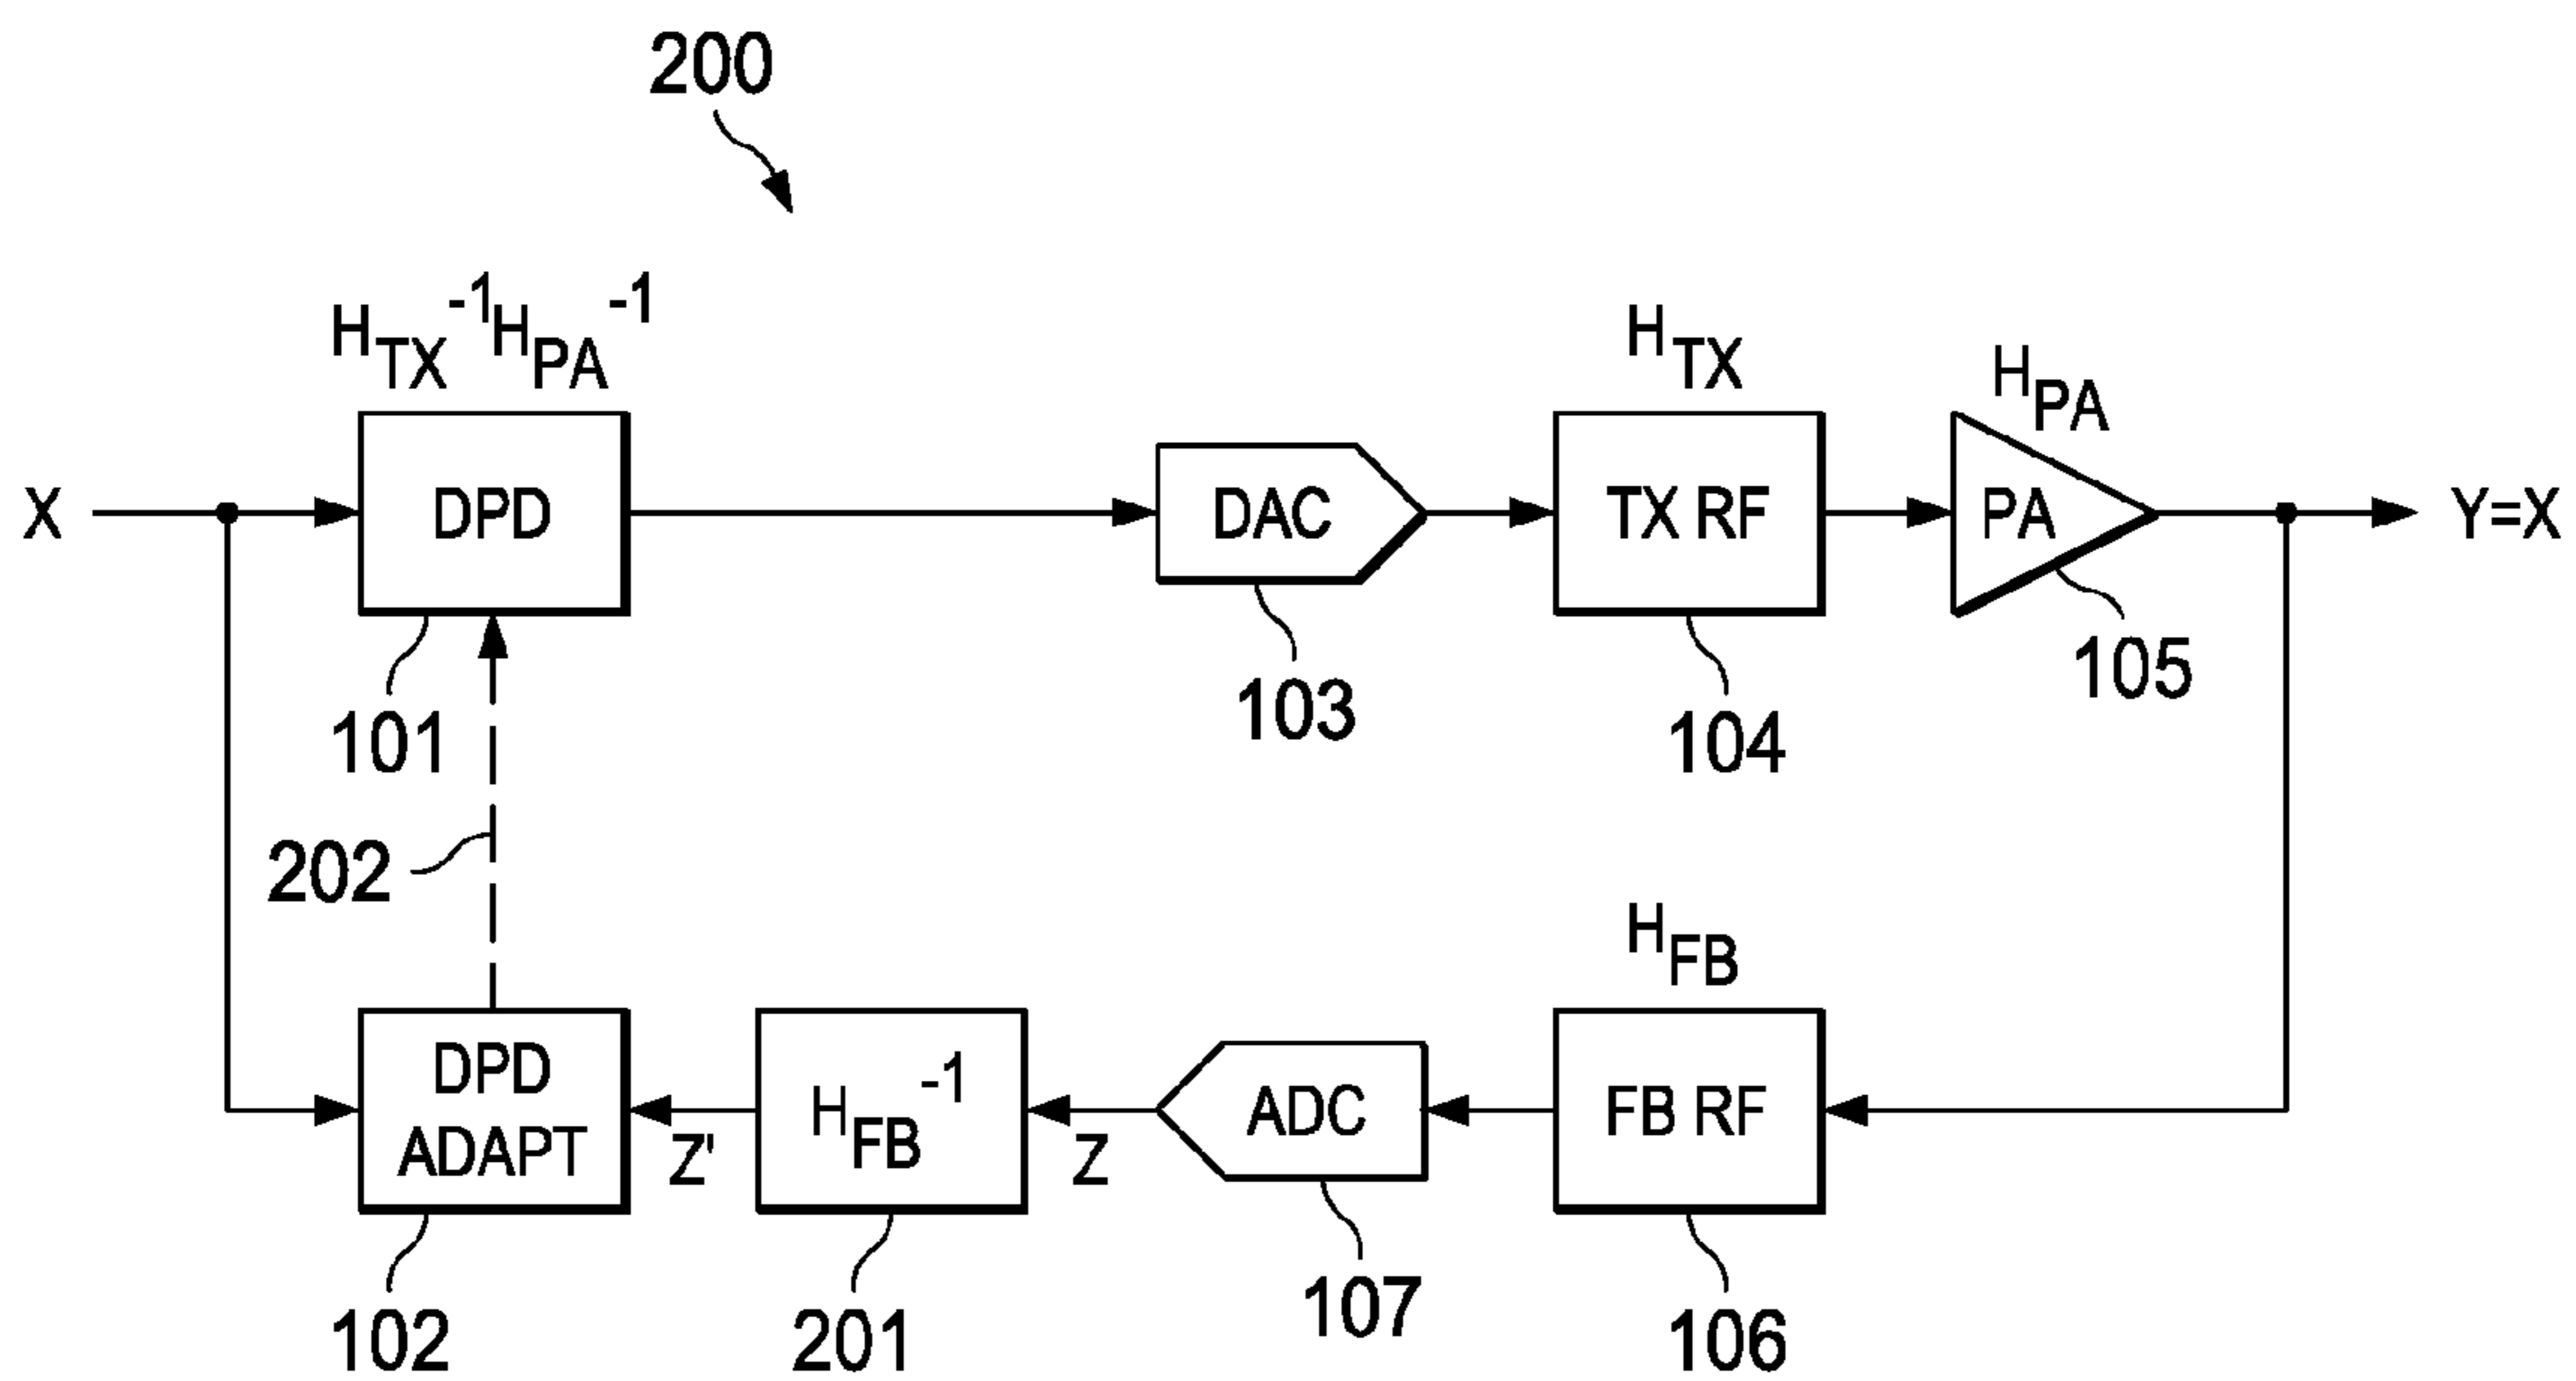 200
H_TX^-1 H_PA^-1
H_TX
H_PA
X
DPD
DAC
TX RF
PA
Y=X
101
103
104
105
202
H_FB
DPD
ADAPT
Z'
H_FB^-1
Z
ADC
FB RF
102
201
107
106